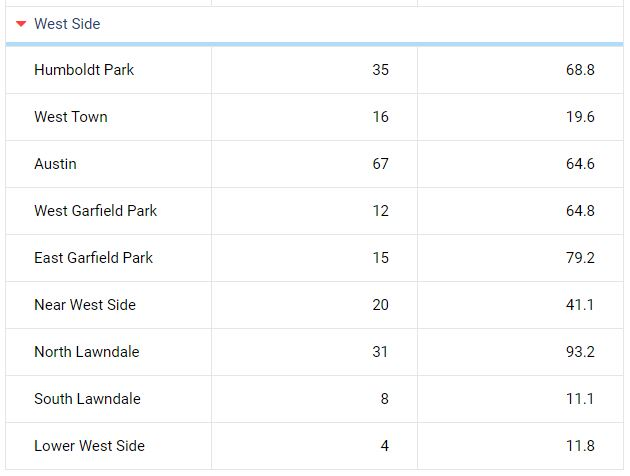 West Side
Humboldt Park 35 68.8
West Town 16 19.6
Austin 67 64.6
West Garfield Park 12 64.8
East Garfield Park 15 79.2
Near West Side 20 41.1
North Lawndale 31 93.2
South Lawndale 8 11.1
Lower West Side 4 11.8